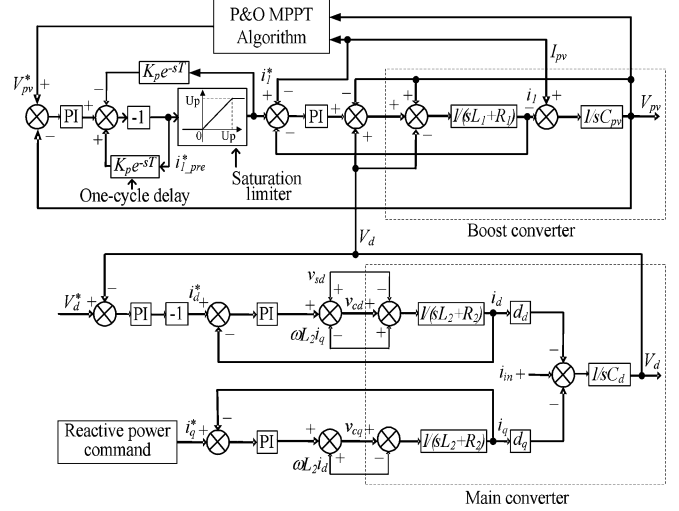 P&O MPPT
Algorithm
V*pv
+
−
PI
+
−
+
Kpe-sT
-1
Kpe-sT
i*1_pre
One-cycle delay
Up
0
Up
Saturation
limiter
i*1
+
−
−
PI
+
−
+
+
+
−
1/(sL1+R1)
i1
−
Ipv
+
+
1/sCpv
Vpv
Boost converter
Vd
V*d
+
−
PI
-1
i*d
+
−
PI
vsd
+
+
−
ωL2iq
vcd
+
−
+
1/(sL2+R2)
id
dd
iin
+
−
−
1/sCd
Vd
Reactive power
command
i*q
+
−
PI
+
+
ωL2id
vcq
+
−
1/(sL2+R2)
iq
dq
Main converter